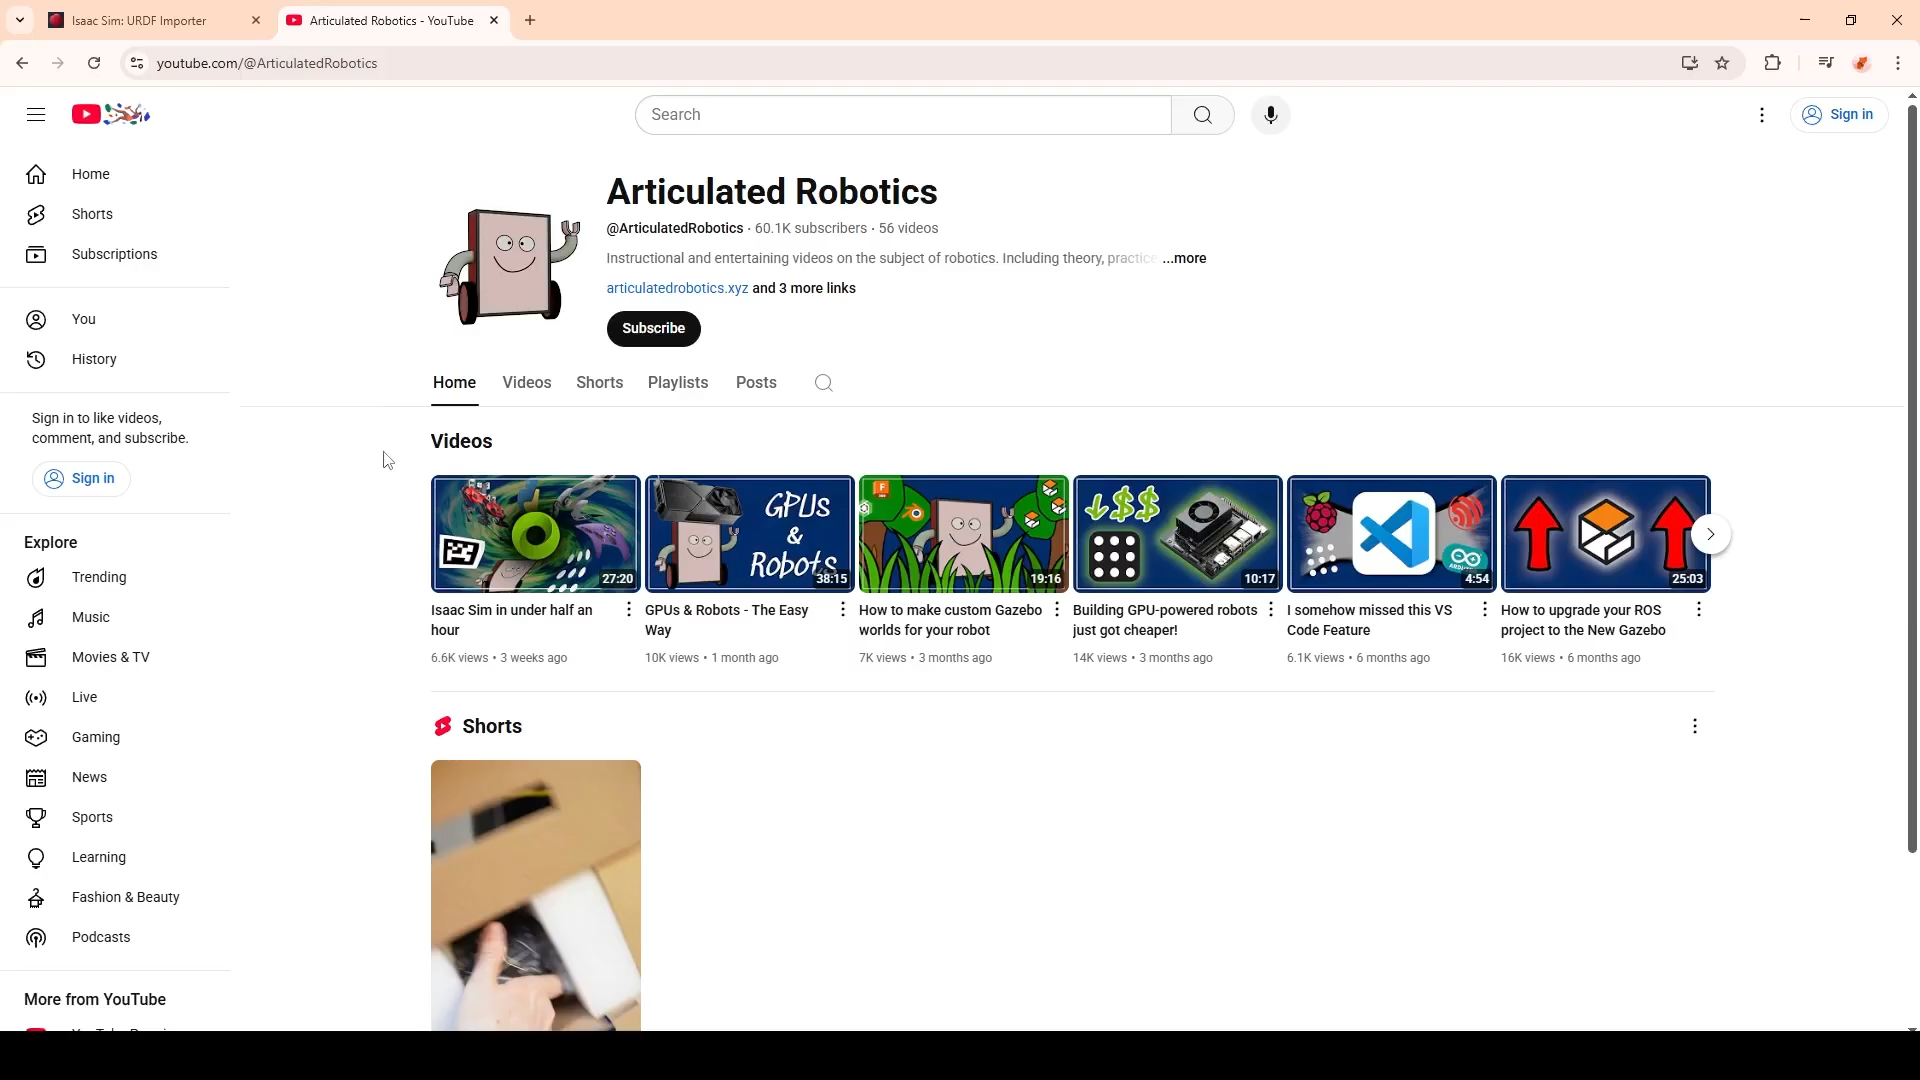 Isaac Sim: URDF Importer
Articulated Robotics - YouTube
youtube.com/@ArticulatedRobotics
Search
Sign in
Home
Shorts
Subscriptions
You
History
Sign in to like videos,
comment, and subscribe.
Sign in
Explore
Trending
Music
Movies & TV
Live
Gaming
News
Sports
Learning
Fashion & Beauty
Podcasts
More from YouTube
Articulated Robotics
@ArticulatedRobotics · 60.1K subscribers · 56 videos
Instructional and entertaining videos on the subject of robotics. Including theory, practice ...more
articulatedrobotics.xyz and 3 more links
Subscribe
Home Videos Shorts Playlists Posts
Videos
27:20
Isaac Sim in under half an
hour
6.6K views • 3 weeks ago
GPUs
&
Robots
38:15
GPUs & Robots - The Easy
Way
10K views • 1 month ago
19:16
How to make custom Gazebo
worlds for your robot
7K views • 3 months ago
$$
10:17
Building GPU-powered robots
just got cheaper!
14K views • 3 months ago
4:54
I somehow missed this VS
Code Feature
6.1K views • 6 months ago
25:03
How to upgrade your ROS
project to the New Gazebo
16K views • 6 months ago
Shorts